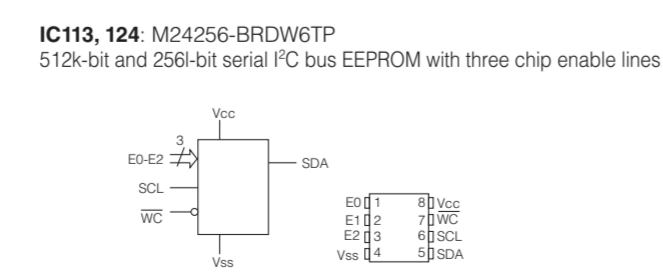 IC113, 124: M24256-BRDW6TP
512k-bit and 256l-bit serial I²C bus EEPROM with three chip enable lines
Vcc
3
E0-E2
SDA
SCL
WC
Vss
E0 1 8 Vcc
E1 2 7 WC
E2 3 6 SCL
Vss 4 5 SDA